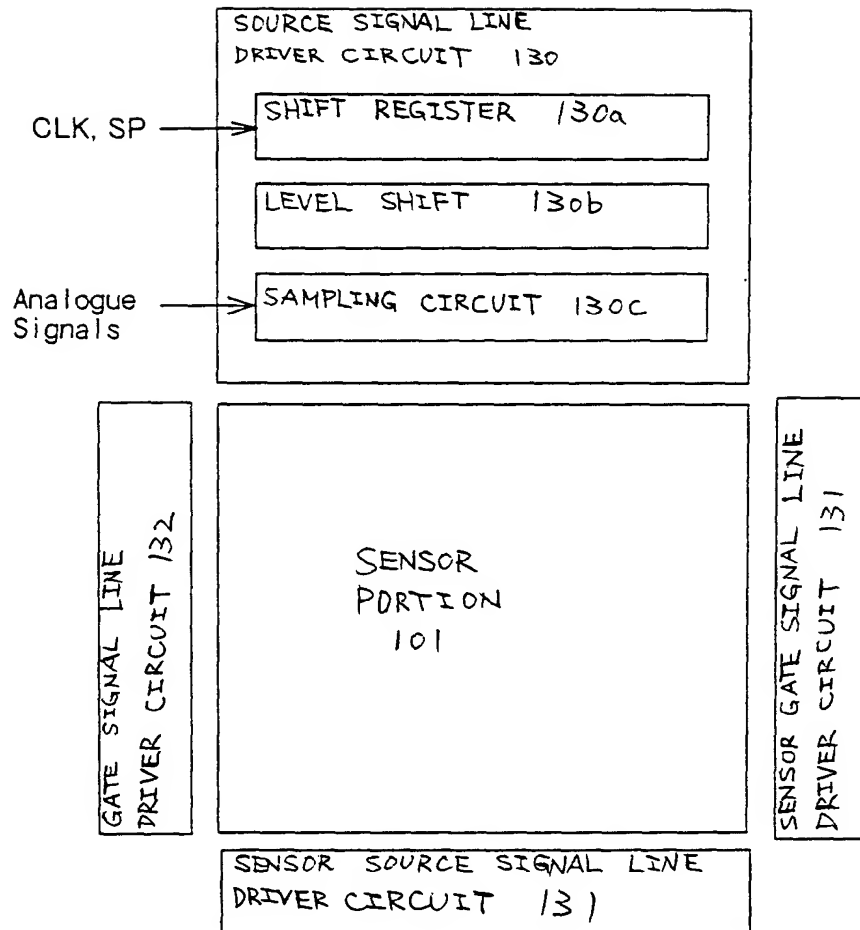 SOURCE SIGNAL LINE
DRIVER CIRCUIT 130
CLK, SP
SHIFT REGISTER 130a
LEVEL SHIFT 130b
Analogue
Signals
SAMPLING CIRCUIT 130c
GATE SIGNAL LINE
DRIVER CIRCUIT 132
SENSOR
PORTION
101
SENSOR GATE SIGNAL LINE
DRIVER CIRCUIT 131
SENSOR SOURCE SIGNAL LINE
DRIVER CIRCUIT 131